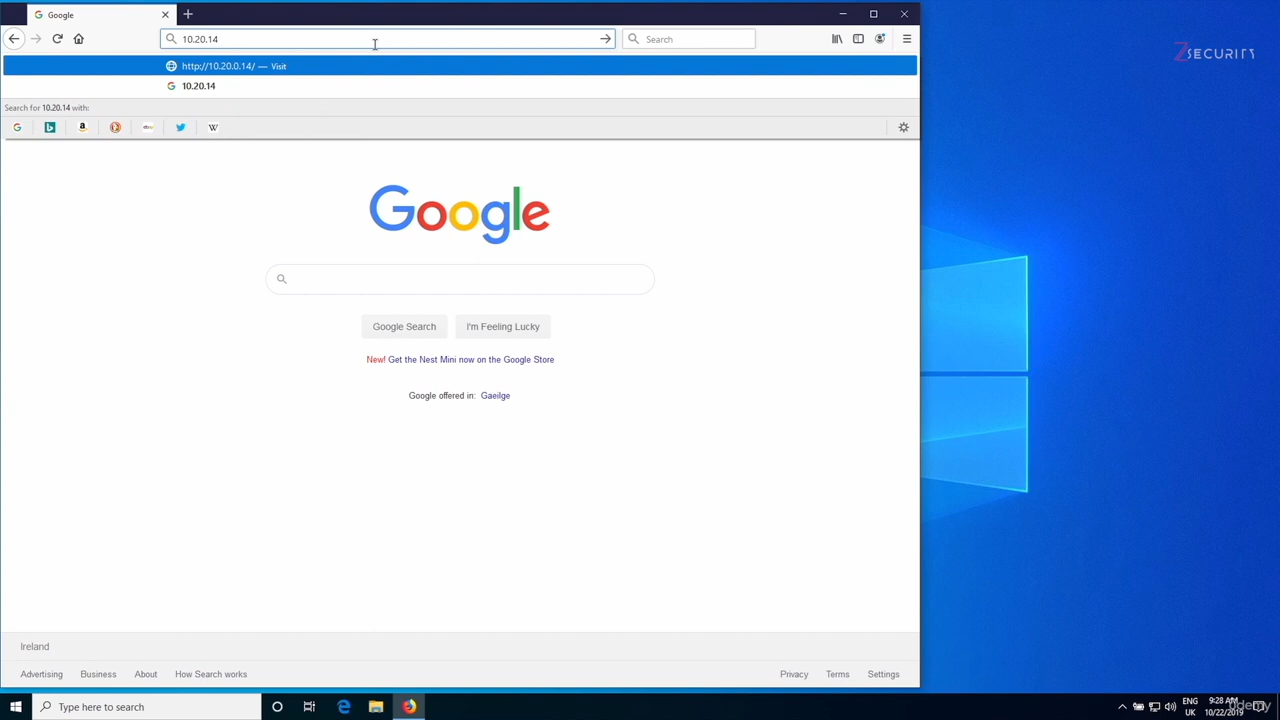 Google
10.20.14
Search
http://10.20.0.14/ — Visit
10.20.14
Search for 10.20.14 with:
ebay
W
ZSECURITY
Google
Google Search
I'm Feeling Lucky
New! Get the Nest Mini now on the Google Store
Google offered in: Gaeilge
Ireland
Advertising
Business
About
How Search works
Privacy
Terms
Settings
Type here to search
ENG
UK
9:28 AM
10/22/2019
udemy